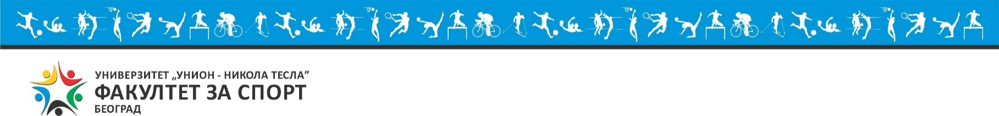 УНИВЕРЗИТЕТ „УНИОН - НИКОЛА ТЕСЛА”
ФАКУЛТЕТ ЗА СПОРТ
БЕОГРАД